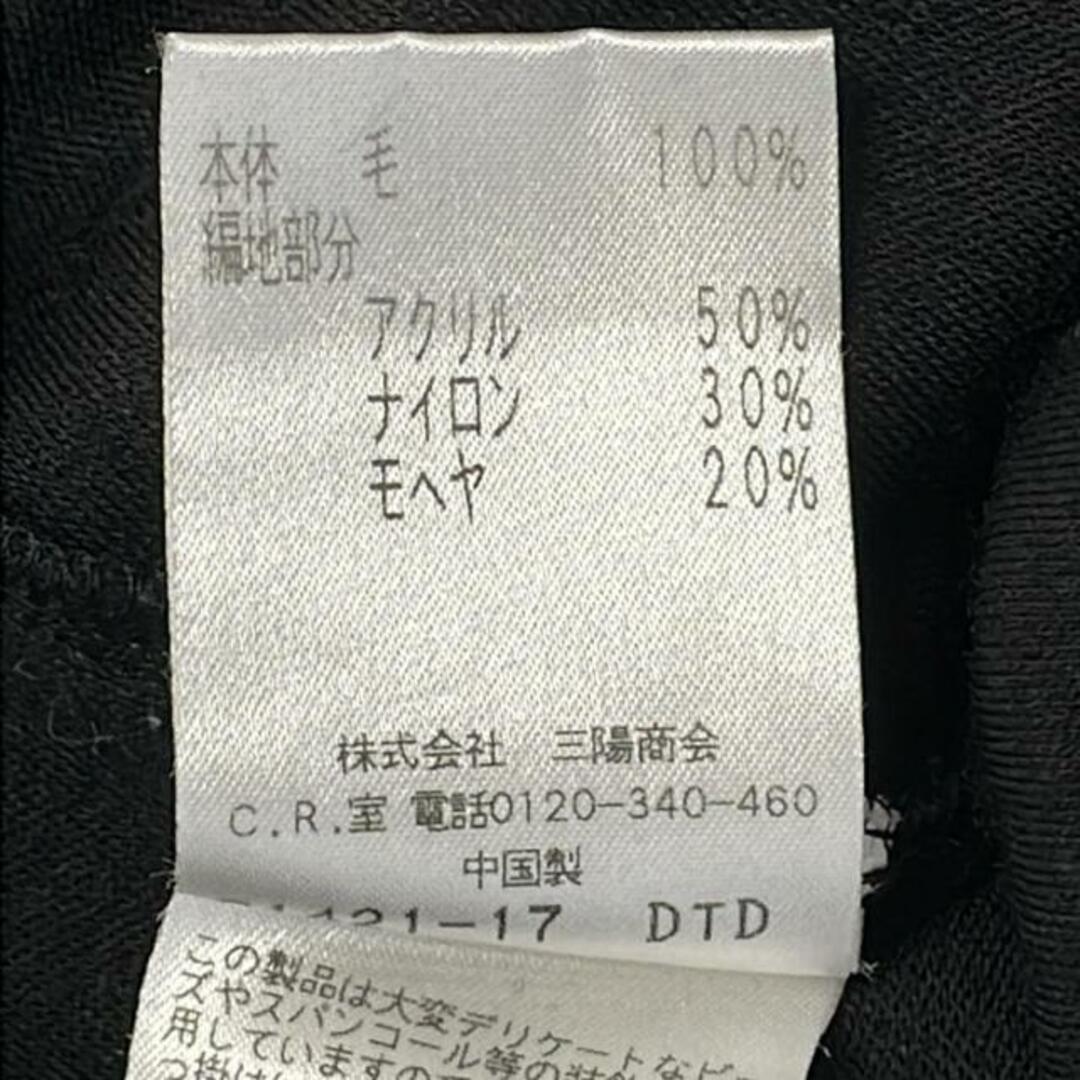 本体 毛 100%
編地部分
アクリル 50%
ナイロン 30%
モヘヤ 20%
株式会社 三陽商会
C.R.室 電話0120-340-460
中国製
-17 DTD
この製品は大変デリケートなビ
ズやスパンコール等の装
用していますの